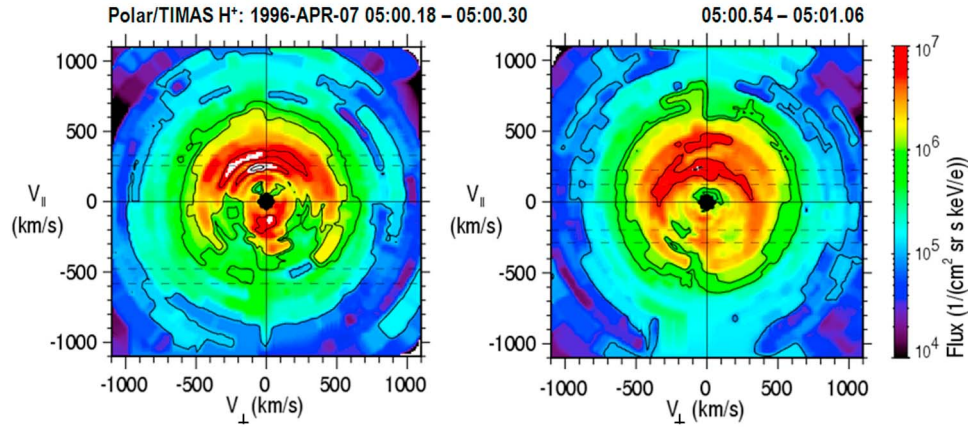 Polar/TIMAS H⁺: 1996-APR-07 05:00.18 – 05:00.30
05:00.54 – 05:01.06
1000
500
0
-500
-1000
V||
(km/s)
-1000
-500
0
500
1000
V⊥ (km/s)
1000
500
0
-500
-1000
V||
(km/s)
-1000
-500
0
500
1000
V⊥ (km/s)
10⁷
10⁶
10⁵
10⁴
Flux (1/(cm² sr s keV/e)